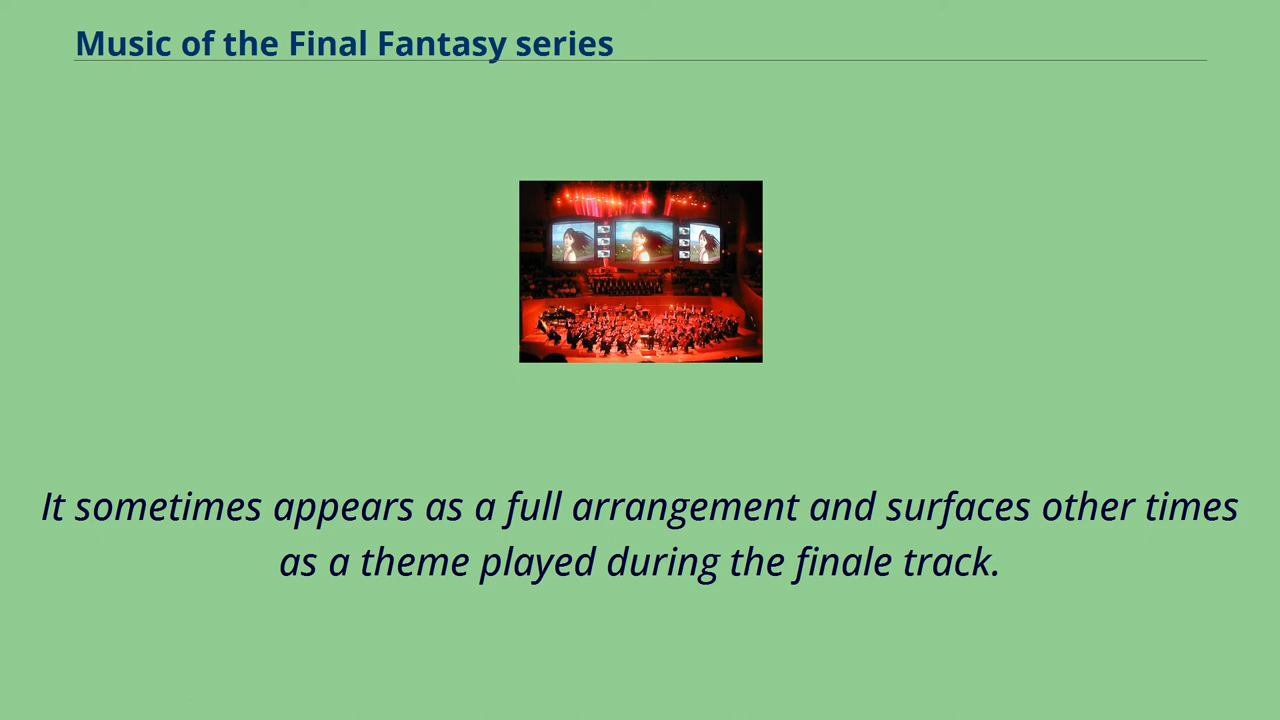 Music of the Final Fantasy series
It sometimes appears as a full arrangement and surfaces other times
as a theme played during the finale track.